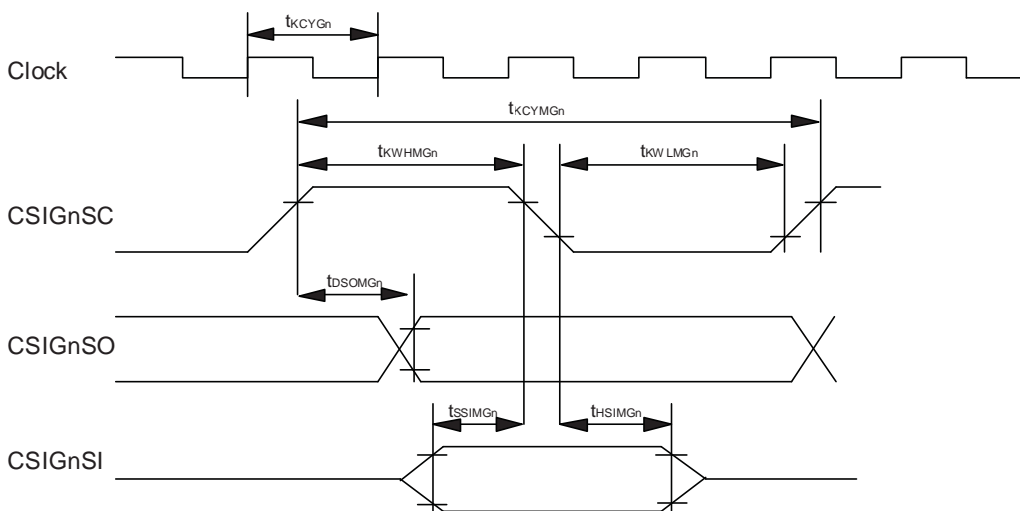 tKCYGn
Clock
tKCYMGn
tKWHMGn
tKWLMGn
CSIGnSC
tDSOMGn
CSIGnSO
tSSIMGn
tHSIMGn
CSIGnSI